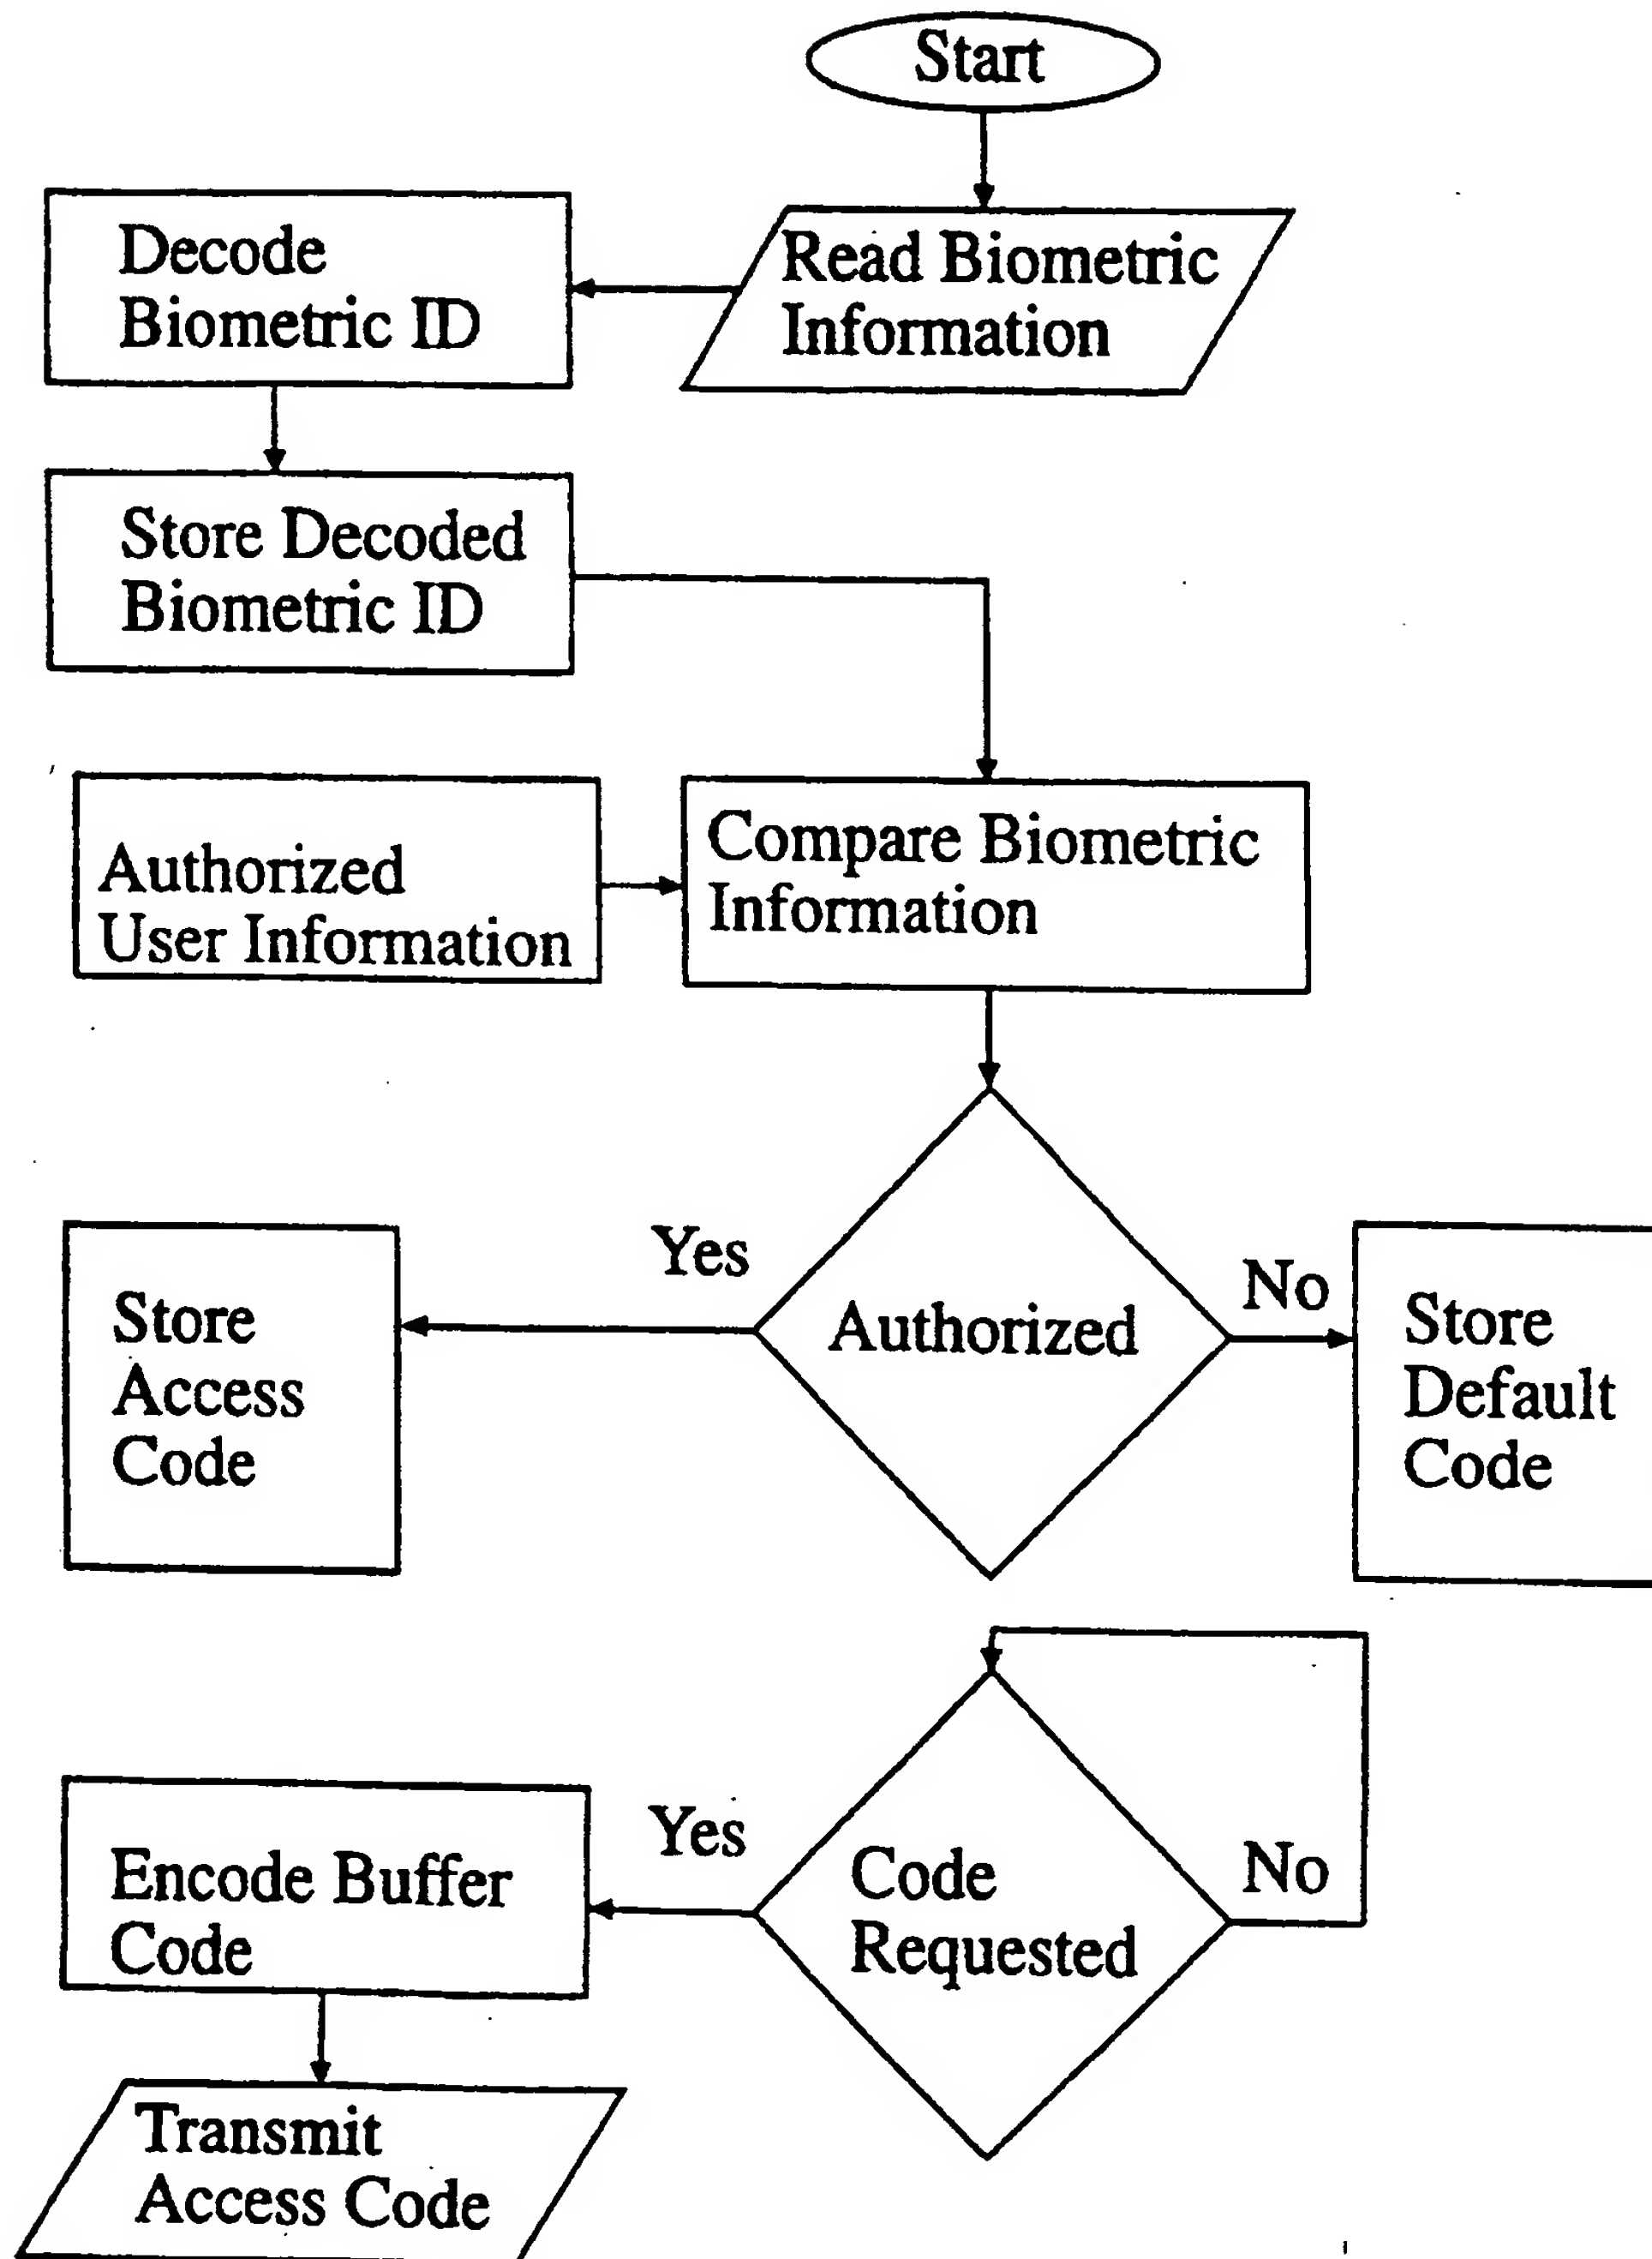 Start
Read Biometric
Information
Decode
Biometric ID
Store Decoded
Biometric ID
Authorized
User Information
Compare Biometric
Information
Authorized
Yes
No
Store
Access
Code
Store
Default
Code
Code
Requested
Yes
No
Encode Buffer
Code
Transmit
Access Code